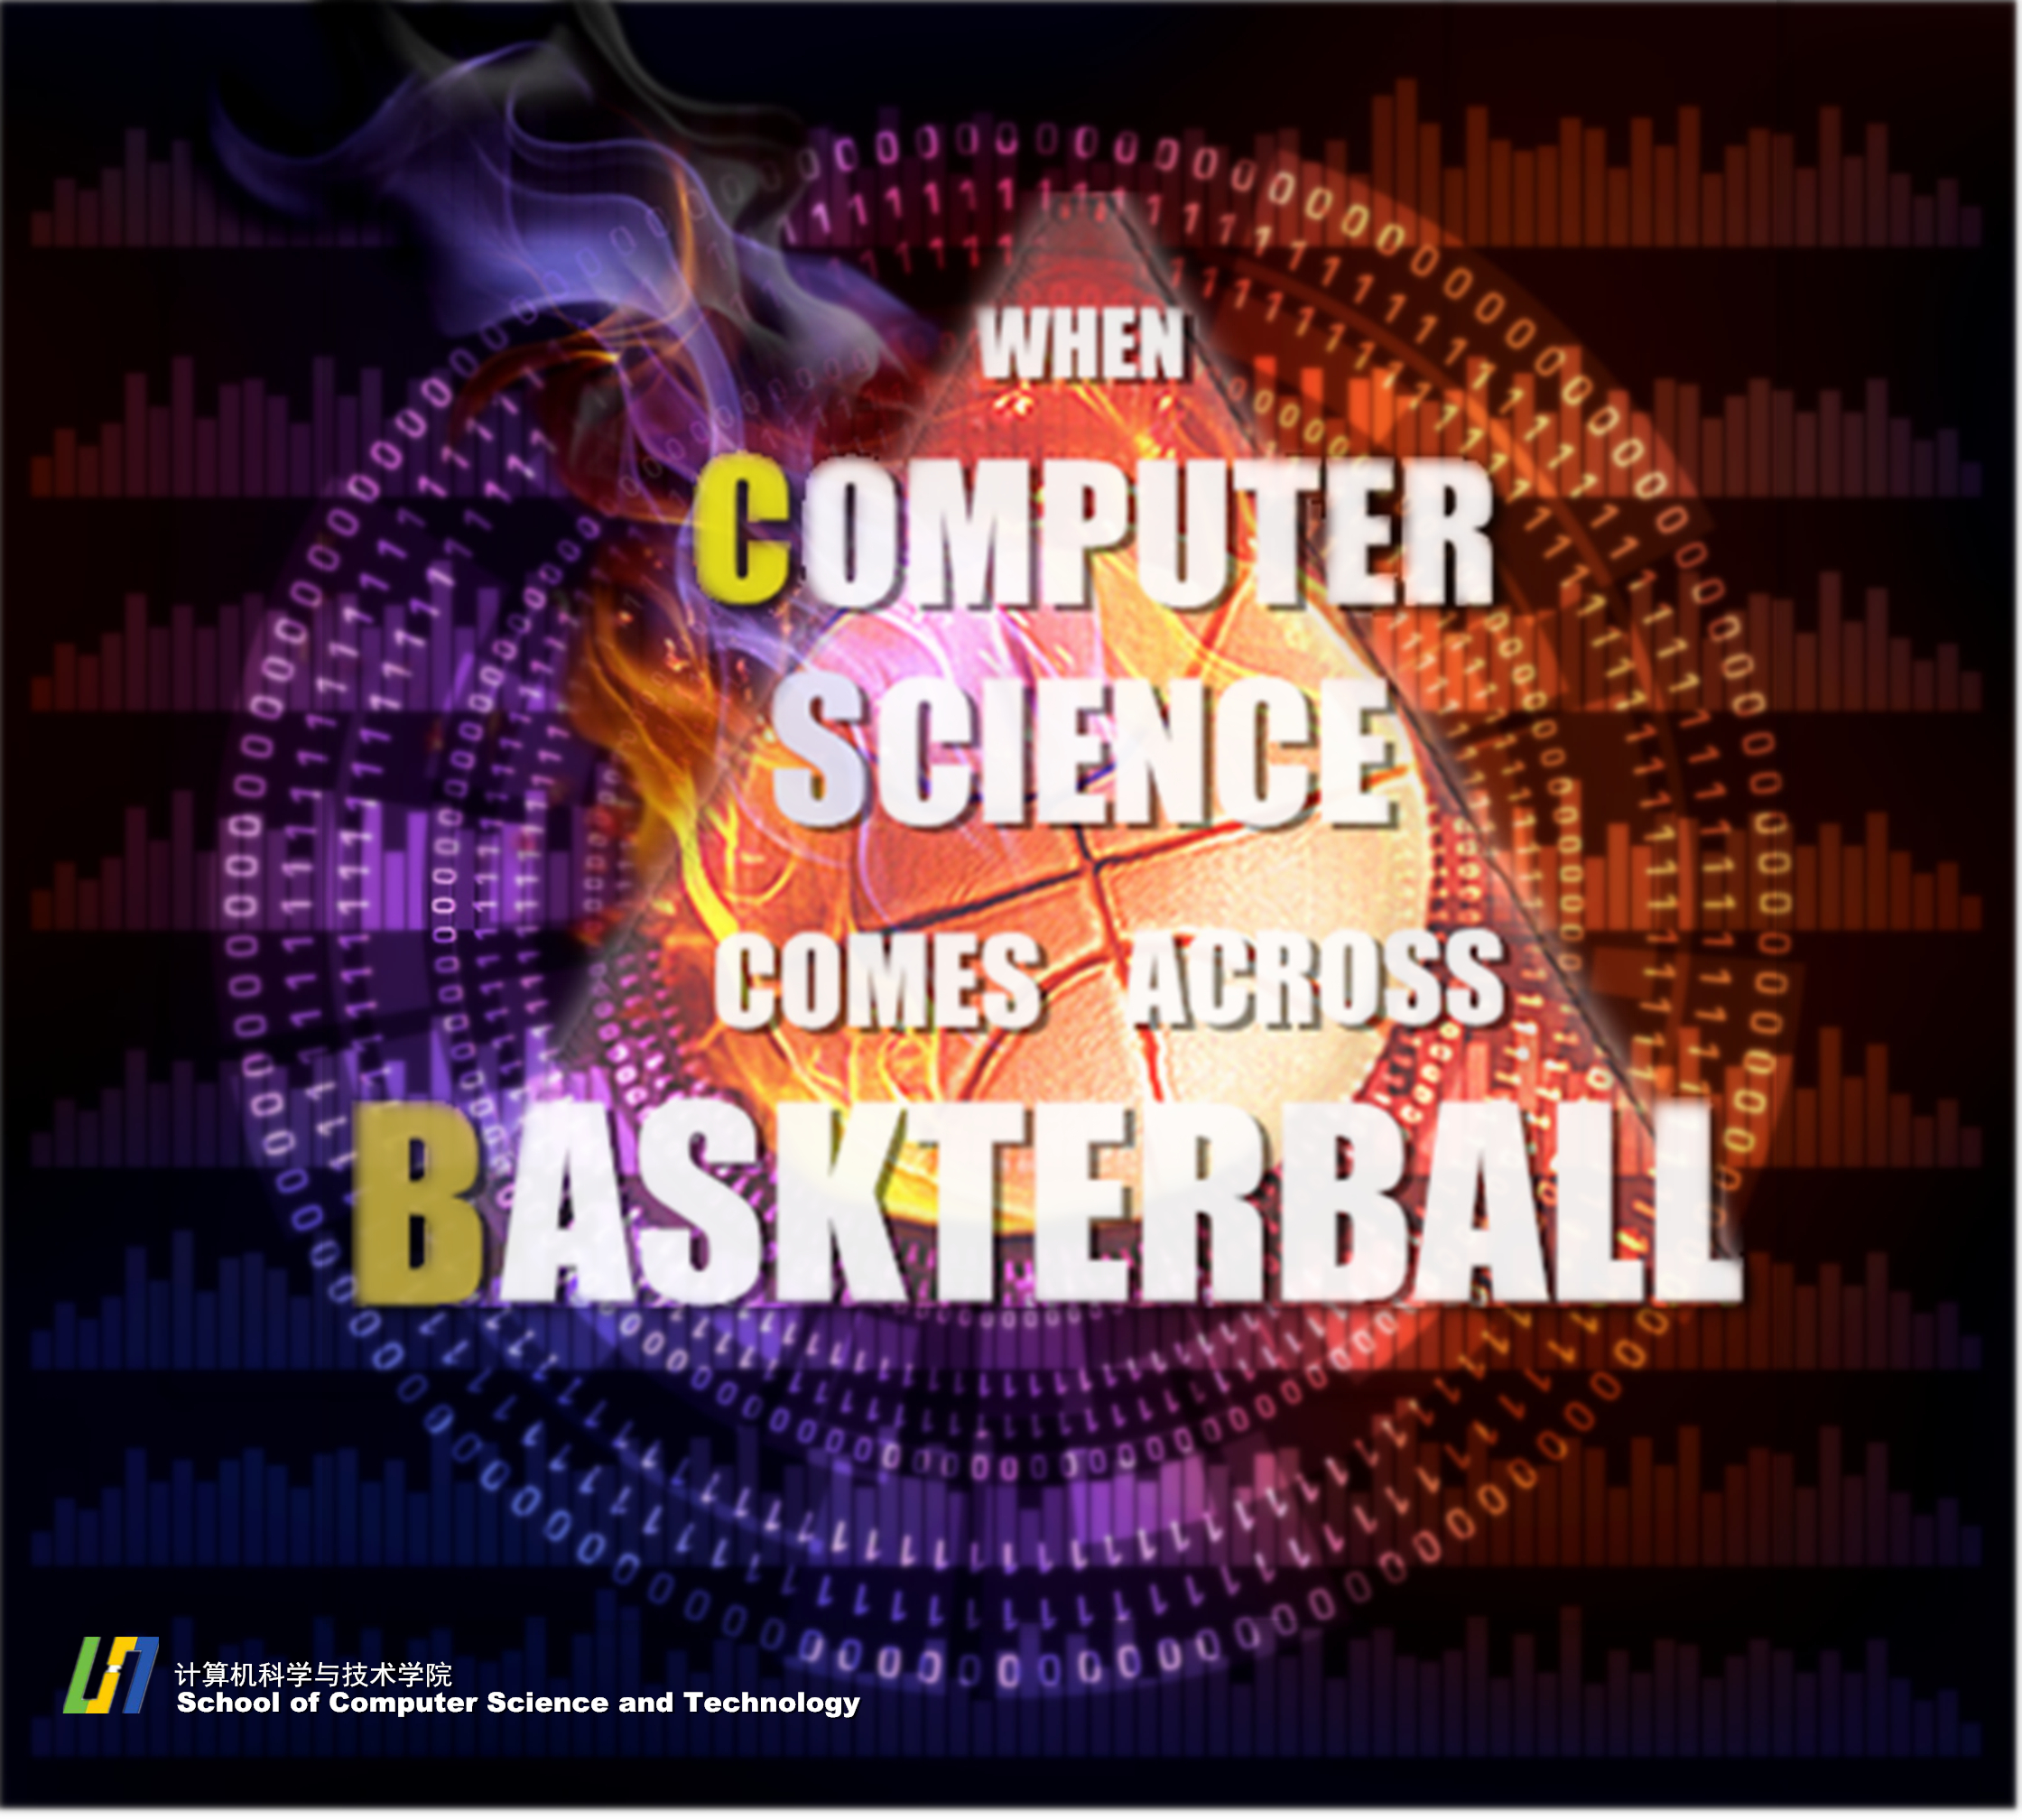 WHEN
COMPUTER
SCIENCE
COMES ACROSS
BASKTERBALL
计算机科学与技术学院
School of Computer Science and Technology